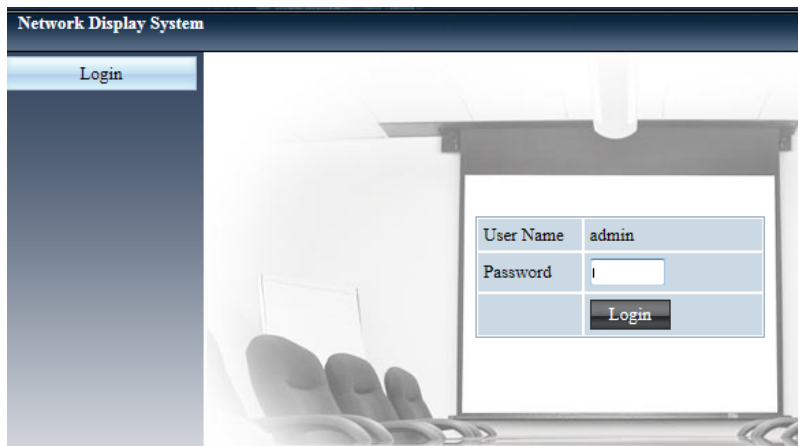 Network Display System
Login
User Name admin
Password
Login